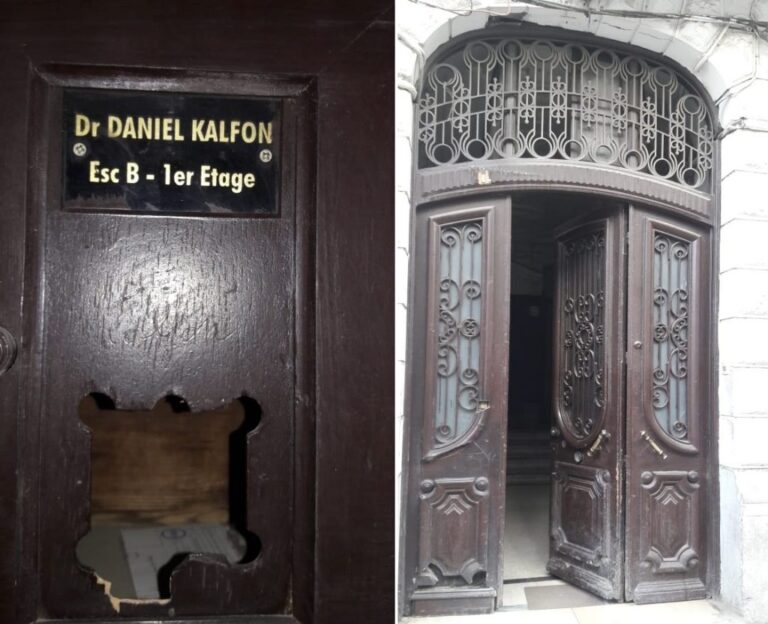 Dr DANIEL KALFON
Esc B - 1er Etage